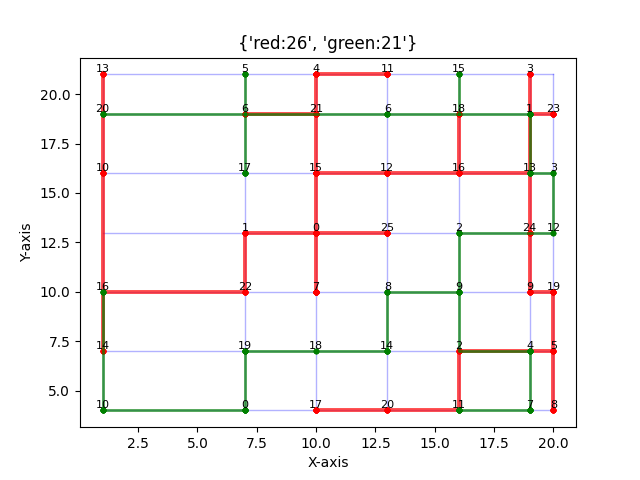 {'red:26', 'green:21'}
13 5 4 11 15 3
20.0 20 6 21 6 18 1 23
17.5
10 17 15 12 16 13 3
15.0
1 0 25 2 24 12
12.5
10.0 16 22 7 8 9 9 19
7.5
14 19 18 14 2 4 5
5.0
10 0 17 20 11 7 8
2.5 5.0 7.5 10.0 12.5 15.0 17.5 20.0
X-axis
Y-axis